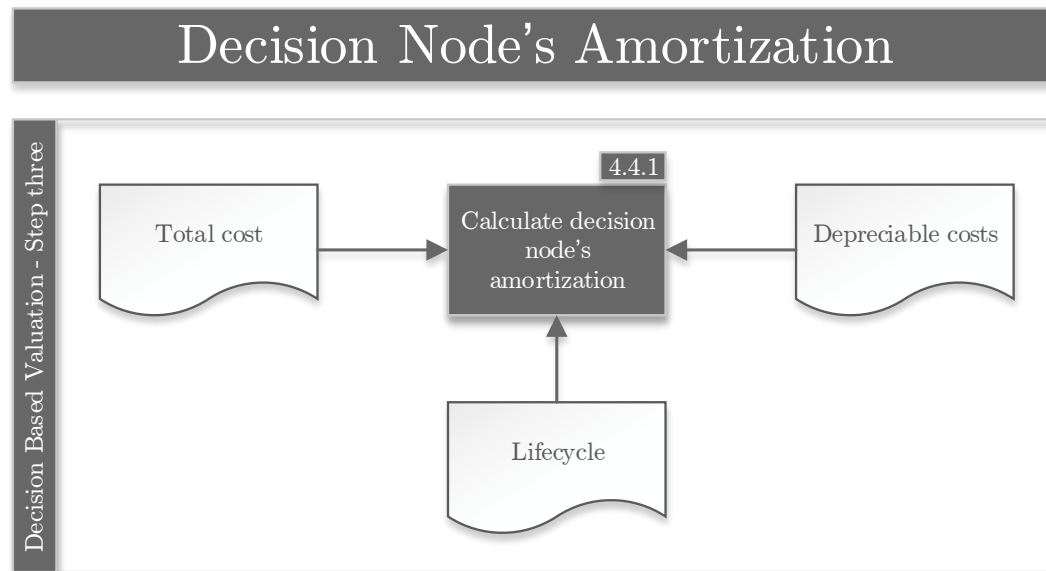 Decision Node's Amortization
Decision Based Valuation - Step three
4.4.1
Total cost
Calculate decision
node's
amortization
Depreciable costs
Lifecycle